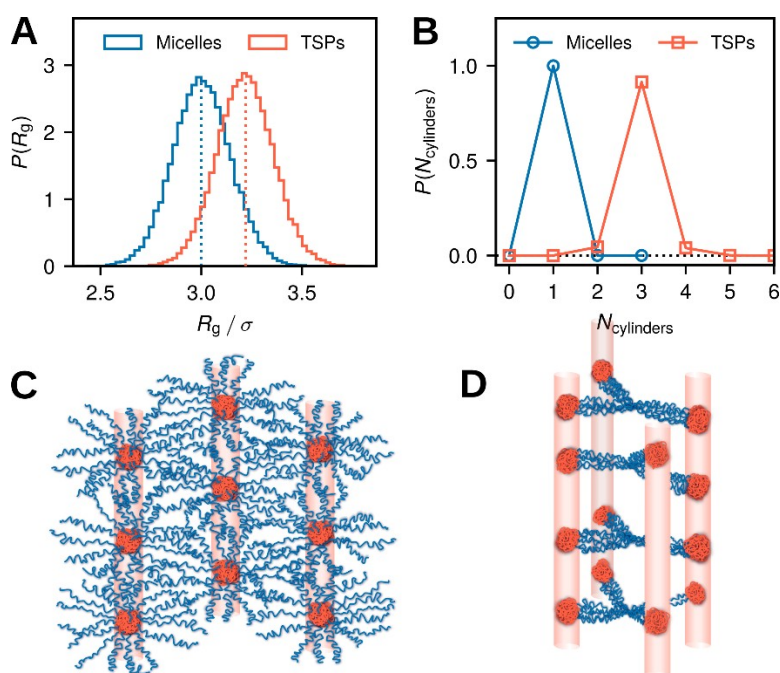 A
Micelles TSPs
P(Rg)
3
2
1
0
2.5 3.0 3.5
Rg / σ
B
Micelles TSPs
P(Ncylinders)
1.0
0.5
0.0
0 1 2 3 4 5 6
Ncylinders
C
D